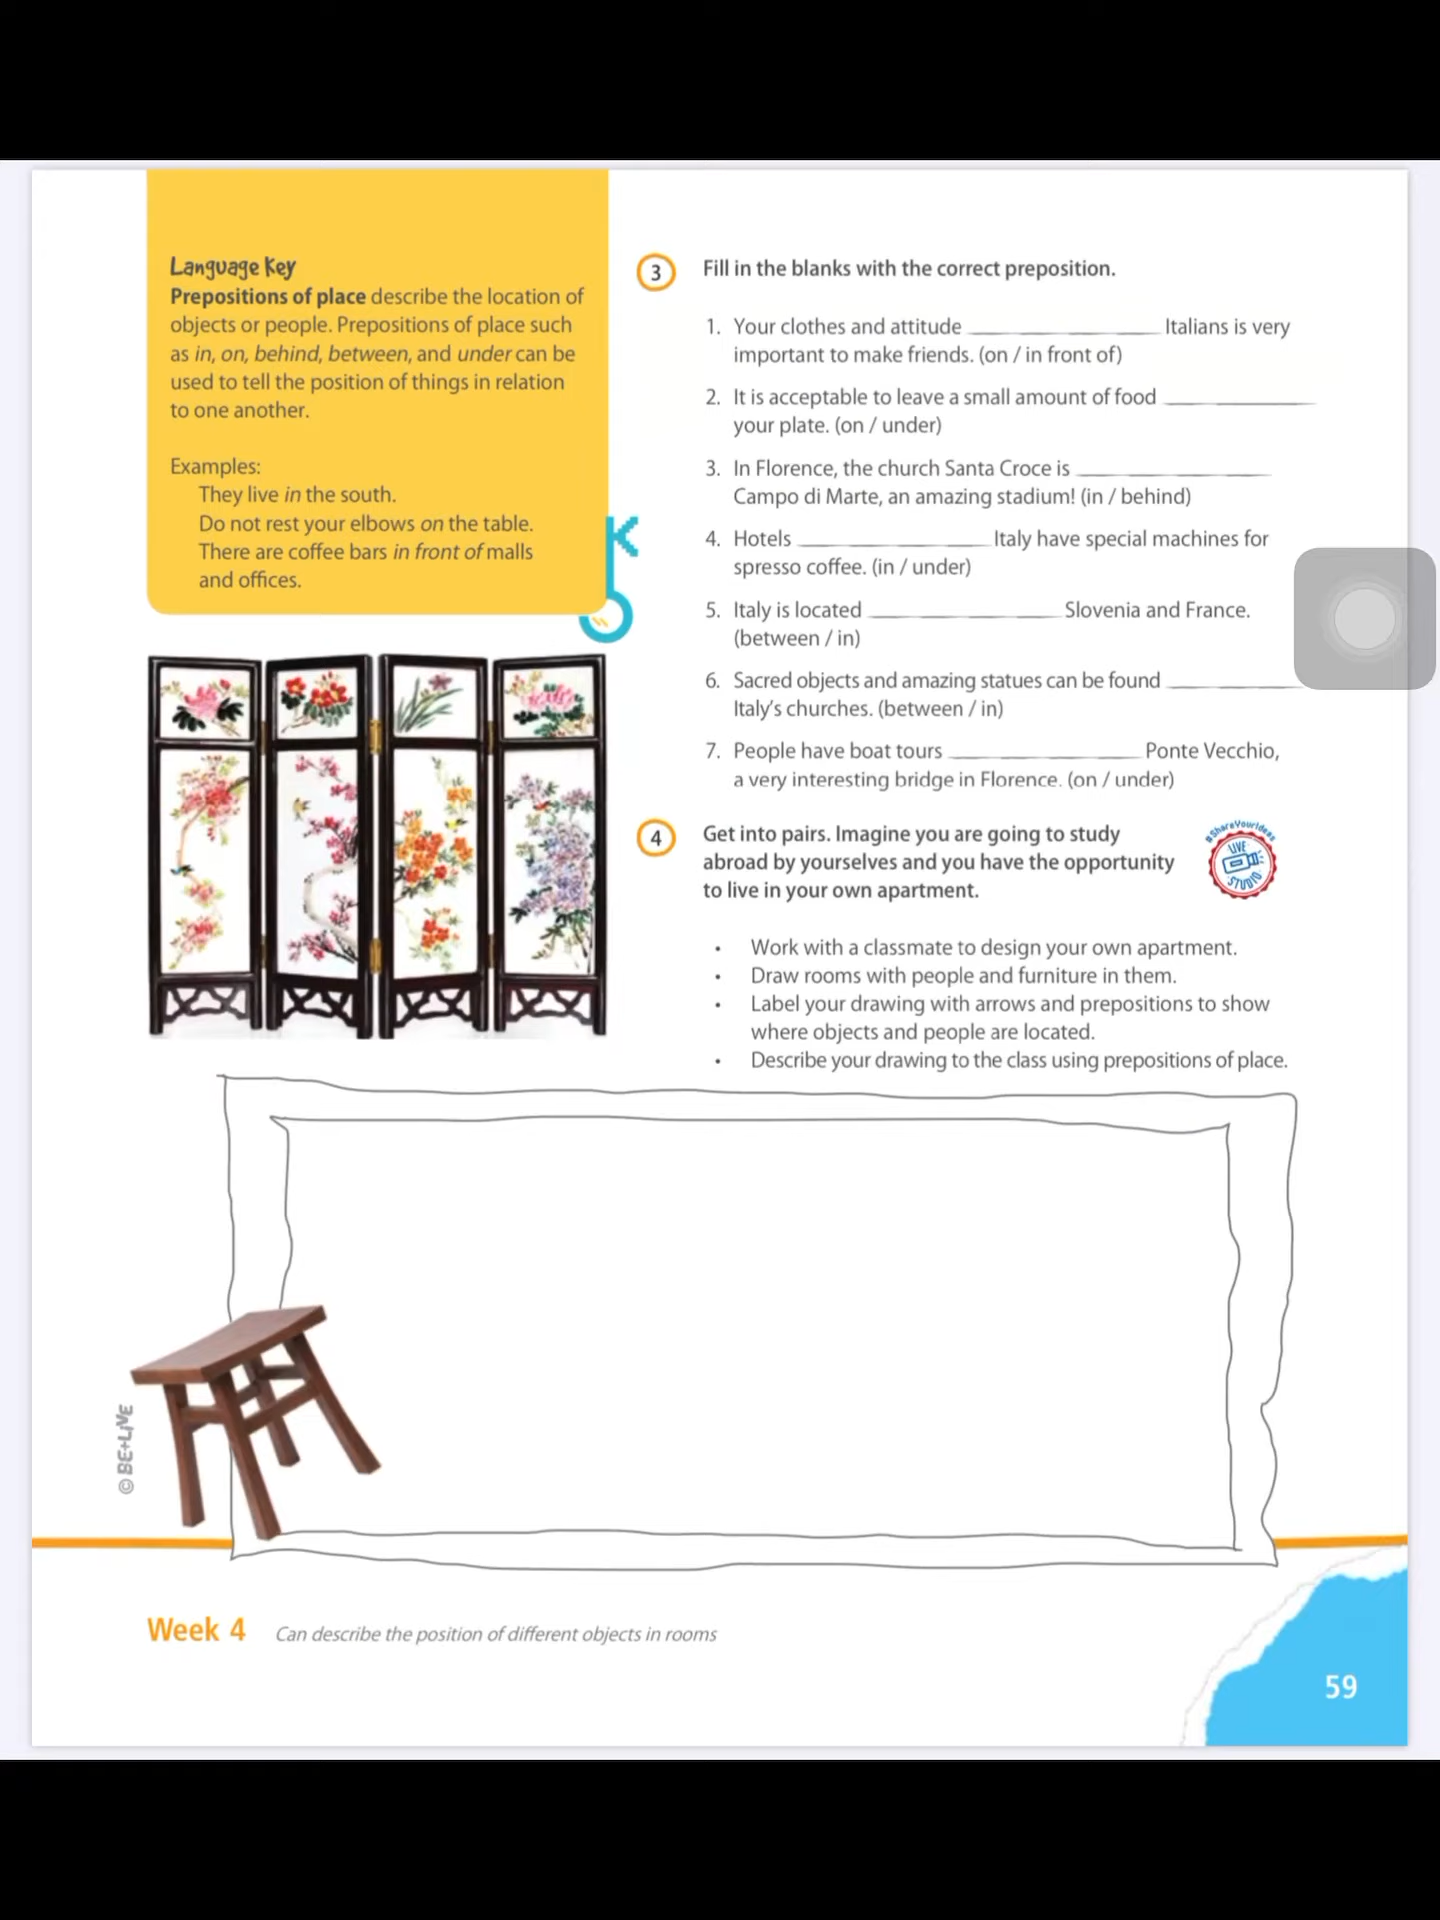 Language Key
Prepositions of place describe the location of
objects or people. Prepositions of place such
as in, on, behind, between, and under can be
used to tell the position of things in relation
to one another.
Examples:
They live in the south.
Do not rest your elbows on the table.
There are coffee bars in front of malls
and offices.
3 Fill in the blanks with the correct preposition.
1. Your clothes and attitude ____________ Italians is very
important to make friends. (on / in front of)
2. It is acceptable to leave a small amount of food ____________
your plate. (on / under)
3. In Florence, the church Santa Croce is ____________
Campo di Marte, an amazing stadium! (in / behind)
4. Hotels ____________ Italy have special machines for
spresso coffee. (in / under)
5. Italy is located ____________ Slovenia and France.
(between / in)
6. Sacred objects and amazing statues can be found ____________
Italy's churches. (between / in)
7. People have boat tours ____________ Ponte Vecchio,
a very interesting bridge in Florence. (on / under)
4 Get into pairs. Imagine you are going to study
abroad by yourselves and you have the opportunity
to live in your own apartment.
#ShareYourIdeas
LIVE
STUDIO
• Work with a classmate to design your own apartment.
• Draw rooms with people and furniture in them.
• Label your drawing with arrows and prepositions to show
where objects and people are located.
• Describe your drawing to the class using prepositions of place.
© BE+LIVE
Week 4 Can describe the position of different objects in rooms
59